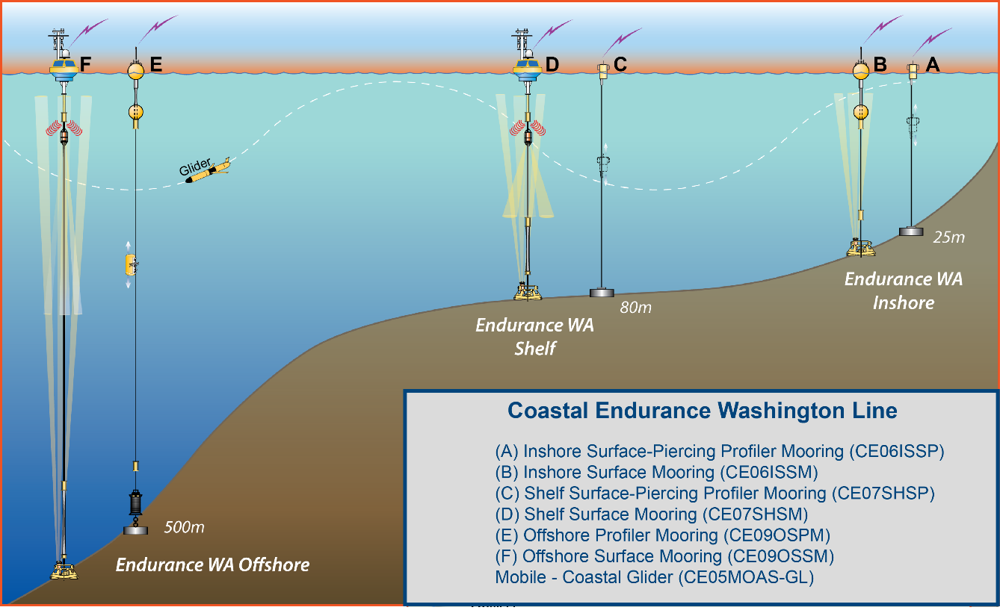 F
E
D
C
B
A
Glider
25m
Endurance WA
Inshore
80m
Endurance WA
Shelf
500m
Endurance WA Offshore
Coastal Endurance Washington Line
(A) Inshore Surface-Piercing Profiler Mooring (CE06ISSP)
(B) Inshore Surface Mooring (CE06ISSM)
(C) Shelf Surface-Piercing Profiler Mooring (CE07SHSP)
(D) Shelf Surface Mooring (CE07SHSM)
(E) Offshore Profiler Mooring (CE09OSPM)
(F) Offshore Surface Mooring (CE09OSSM)
Mobile - Coastal Glider (CE05MOAS-GL)